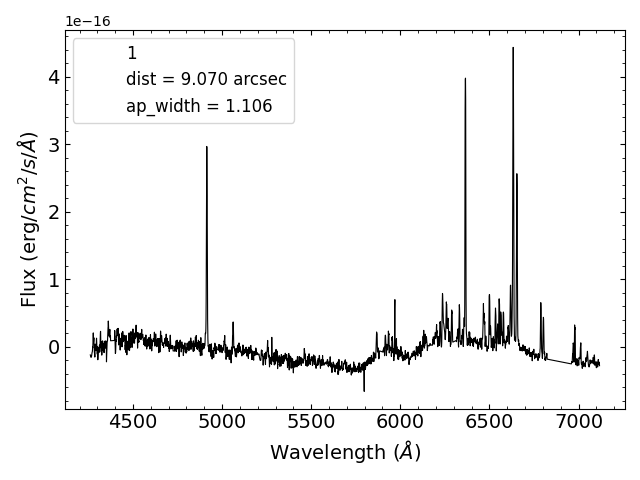 1e−16
1
dist = 9.070 arcsec
ap_width = 1.106
4
3
2
1
0
Flux (erg/cm²/s/Å)
4500 5000 5500 6000 6500 7000
Wavelength (Å)